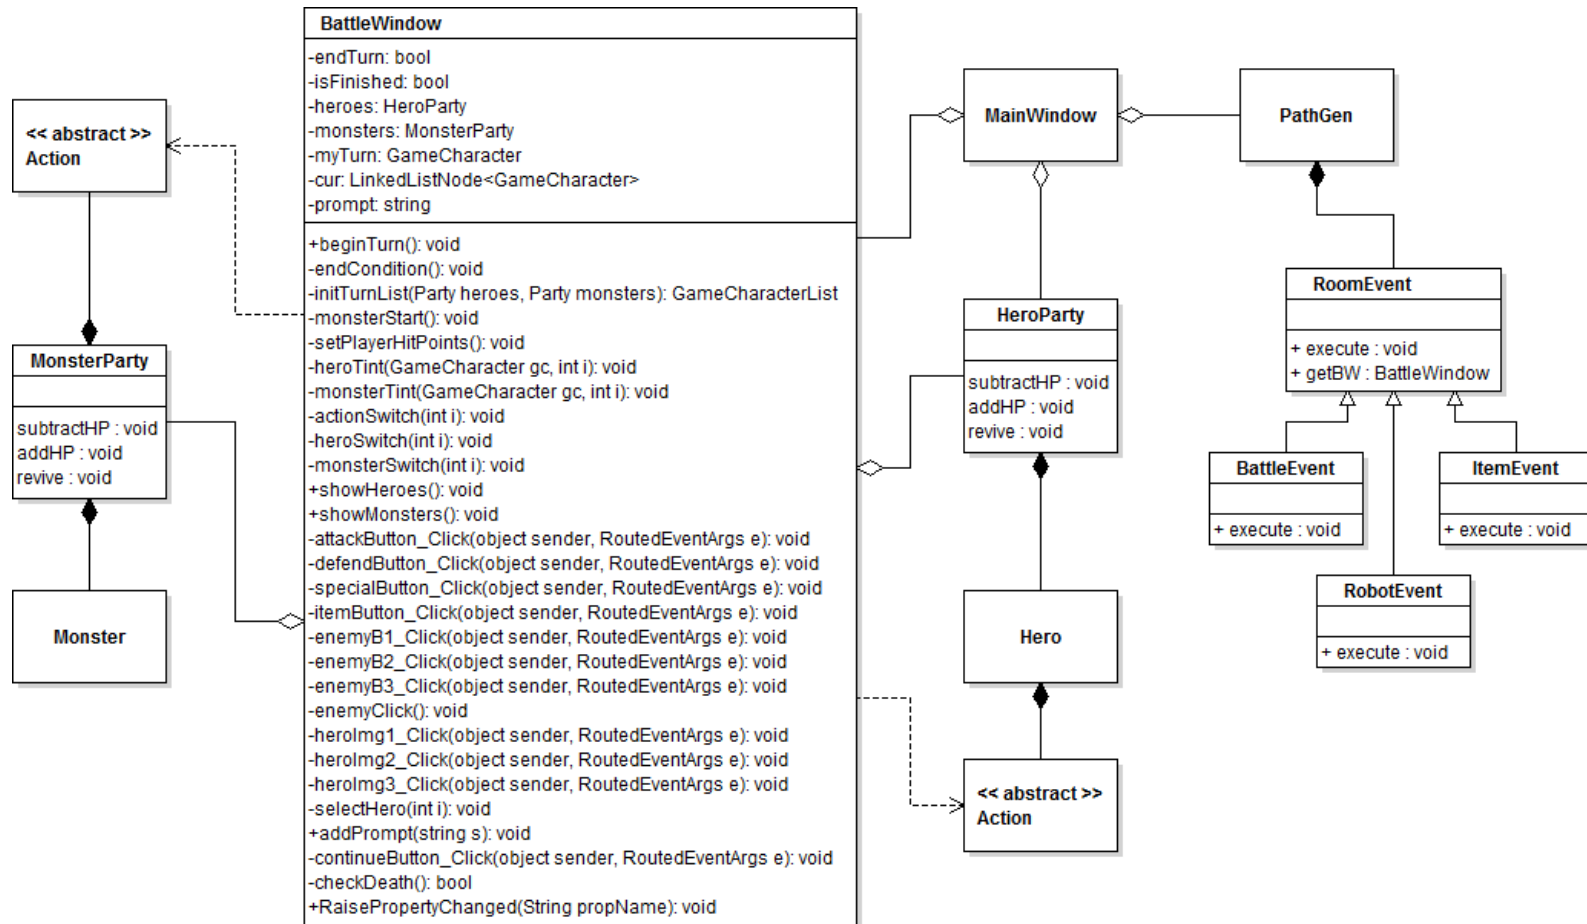 BattleWindow
-endTurn: bool
-isFinished: bool
-heroes: HeroParty
-monsters: MonsterParty
-myTurn: GameCharacter
-cur: LinkedListNode<GameCharacter>
-prompt: string
+beginTurn(): void
-endCondition(): void
-initTurnList(Party heroes, Party monsters): GameCharacterList
-monsterStart(): void
-setPlayerHitPoints(): void
-heroTint(GameCharacter gc, int i): void
-monsterTint(GameCharacter gc, int i): void
-actionSwitch(int i): void
-heroSwitch(int i): void
-monsterSwitch(int i): void
+showHeroes(): void
+showMonsters(): void
-attackButton_Click(object sender, RoutedEventArgs e): void
-defendButton_Click(object sender, RoutedEventArgs e): void
-specialButton_Click(object sender, RoutedEventArgs e): void
-itemButton_Click(object sender, RoutedEventArgs e): void
-enemyB1_Click(object sender, RoutedEventArgs e): void
-enemyB2_Click(object sender, RoutedEventArgs e): void
-enemyB3_Click(object sender, RoutedEventArgs e): void
-enemyClick(): void
-heroImg1_Click(object sender, RoutedEventArgs e): void
-heroImg2_Click(object sender, RoutedEventArgs e): void
-heroImg3_Click(object sender, RoutedEventArgs e): void
-selectHero(int i): void
+addPrompt(string s): void
-continueButton_Click(object sender, RoutedEventArgs e): void
-checkDeath(): bool
+RaisePropertyChanged(String propName): void
<< abstract >>
Action
MonsterParty
subtractHP : void
addHP : void
revive : void
Monster
MainWindow
PathGen
HeroParty
subtractHP : void
addHP : void
revive : void
Hero
<< abstract >>
Action
RoomEvent
+ execute : void
+ getBW : BattleWindow
BattleEvent
+ execute : void
ItemEvent
+ execute : void
RobotEvent
+ execute : void